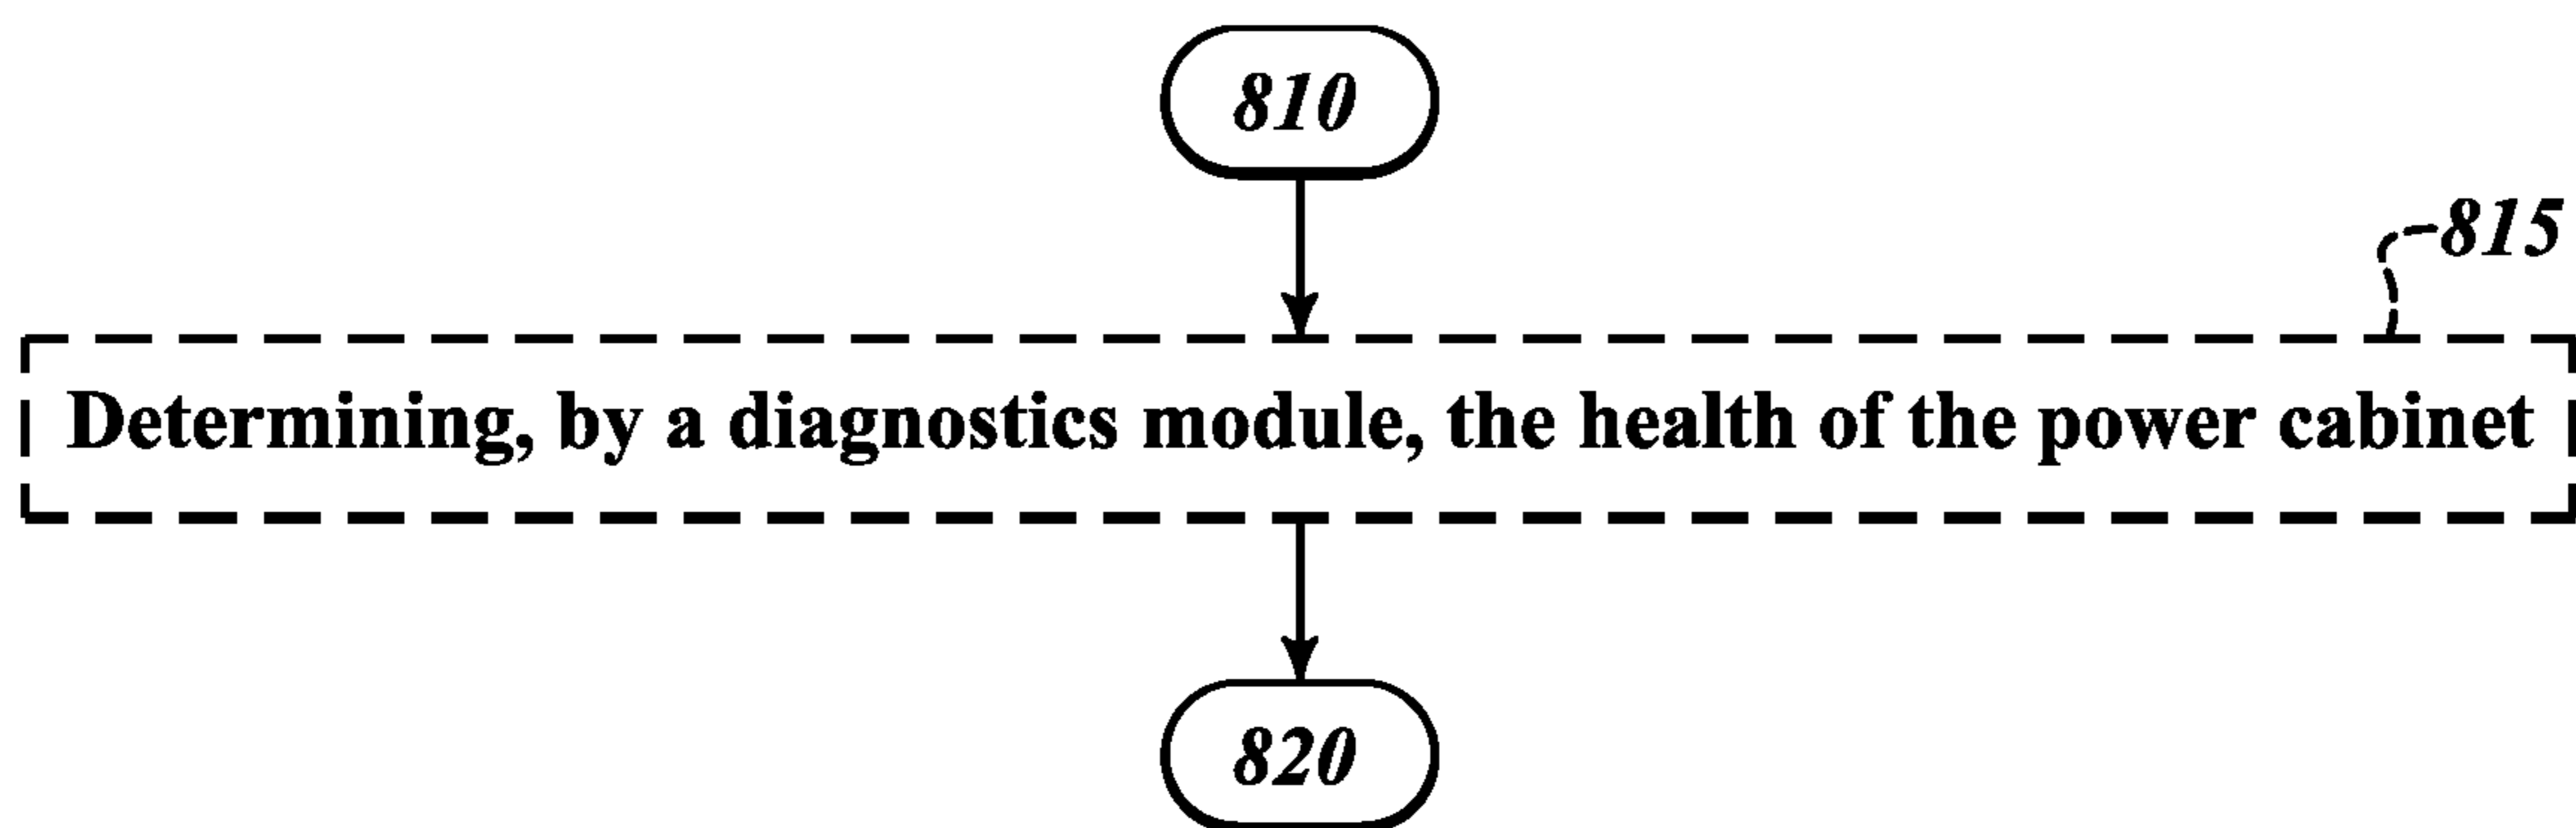 810
815
Determining, by a diagnostics module, the health of the power cabinet
820